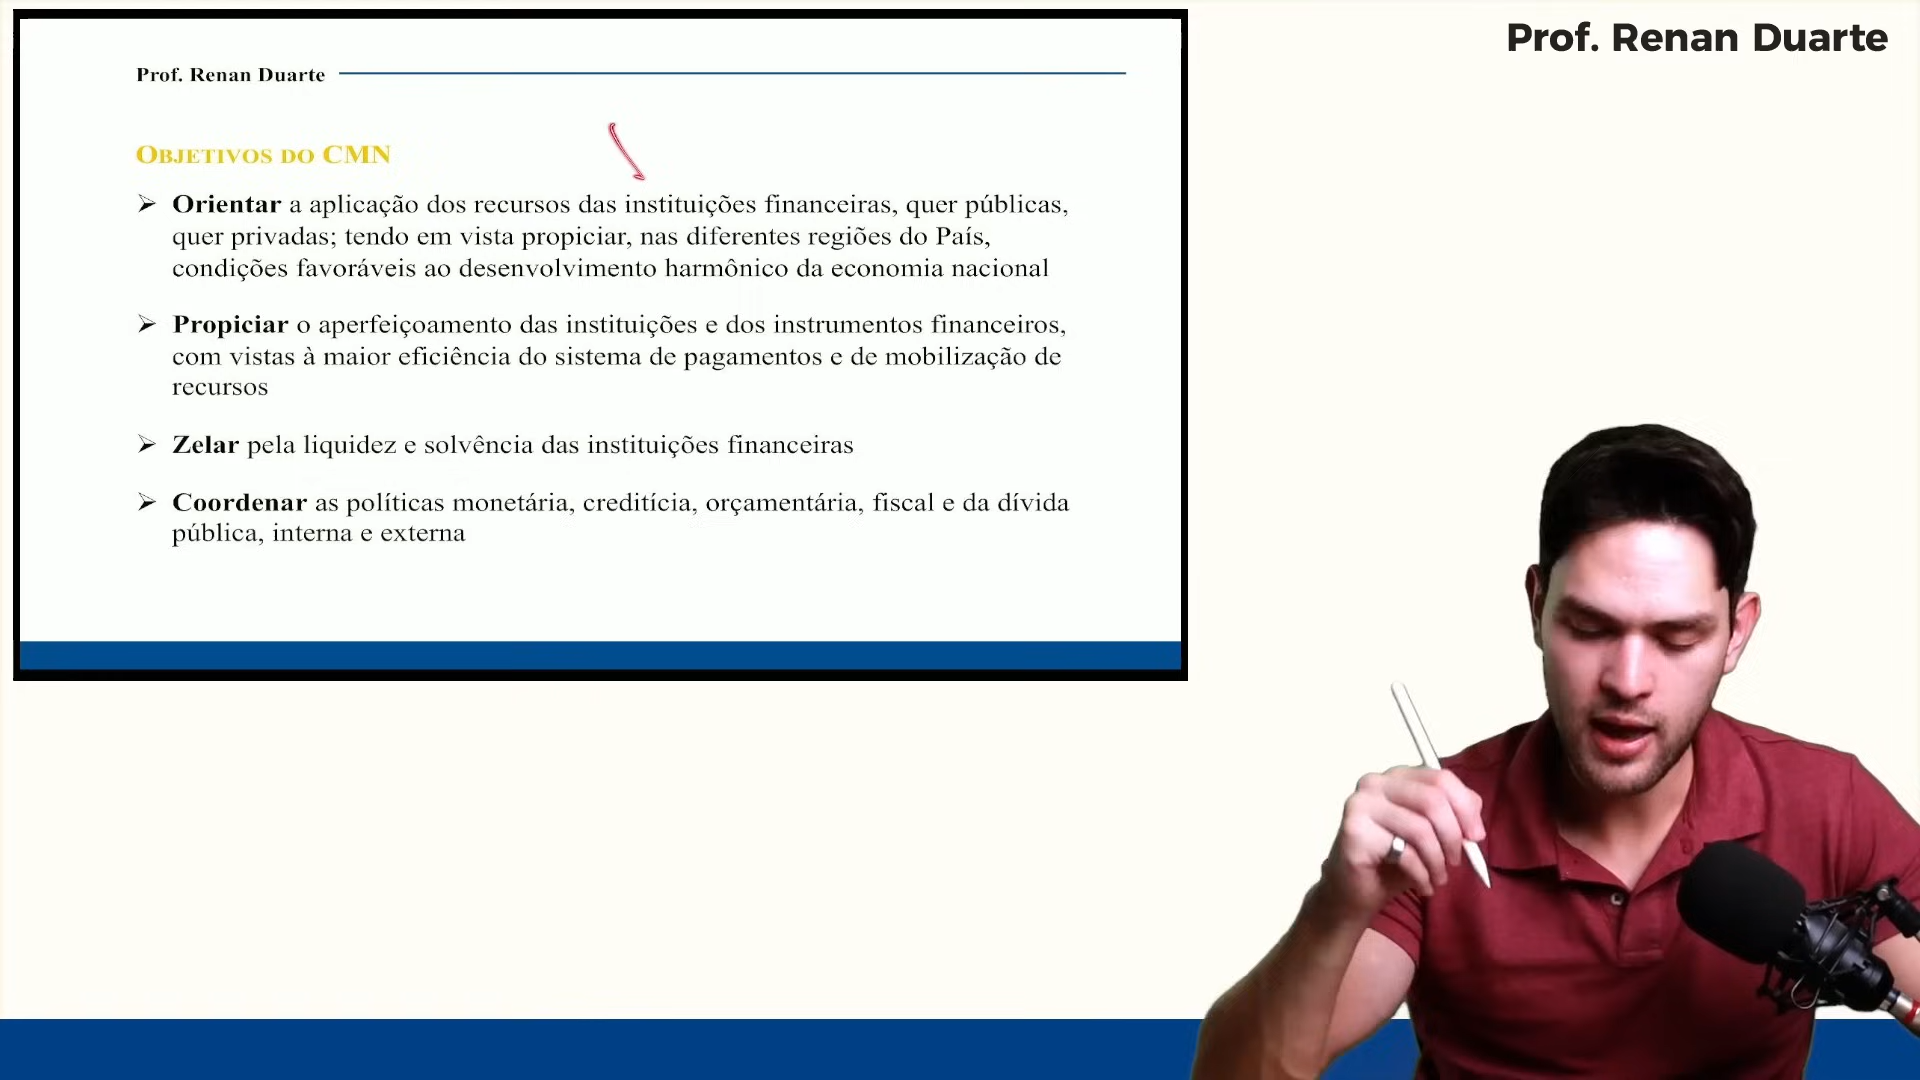 Prof. Renan Duarte
Prof. Renan Duarte
OBJETIVOS DO CMN
➢ Orientar a aplicação dos recursos das instituições financeiras, quer públicas,
quer privadas; tendo em vista propiciar, nas diferentes regiões do País,
condições favoráveis ao desenvolvimento harmônico da economia nacional
➢ Propiciar o aperfeiçoamento das instituições e dos instrumentos financeiros,
com vistas à maior eficiência do sistema de pagamentos e de mobilização de
recursos
➢ Zelar pela liquidez e solvência das instituições financeiras
➢ Coordenar as políticas monetária, creditícia, orçamentária, fiscal e da dívida
pública, interna e externa